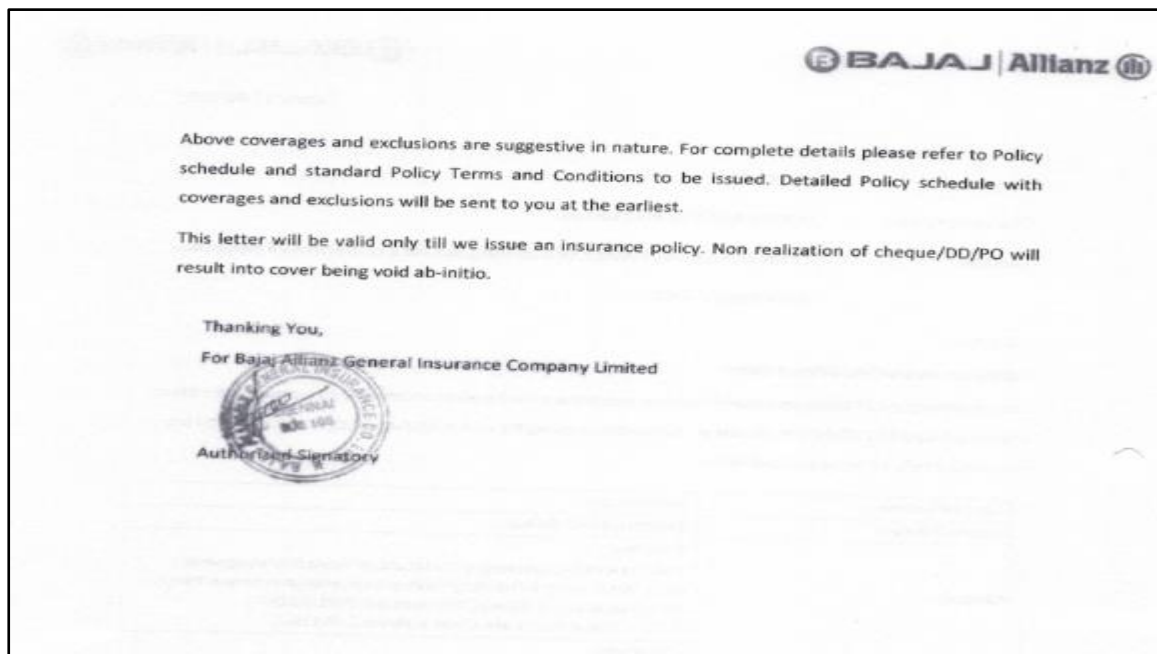 BAJAJ | Allianz
Above coverages and exclusions are suggestive in nature. For complete details please refer to Policy
schedule and standard Policy Terms and Conditions to be issued. Detailed Policy schedule with
coverages and exclusions will be sent to you at the earliest.
This letter will be valid only till we issue an insurance policy. Non realization of cheque/DD/PO will
result into cover being void ab-initio.
Thanking You,
For Bajaj Allianz General Insurance Company Limited
GENERAL INSURANCE CO.
CHENNAI
Authorised Signatory